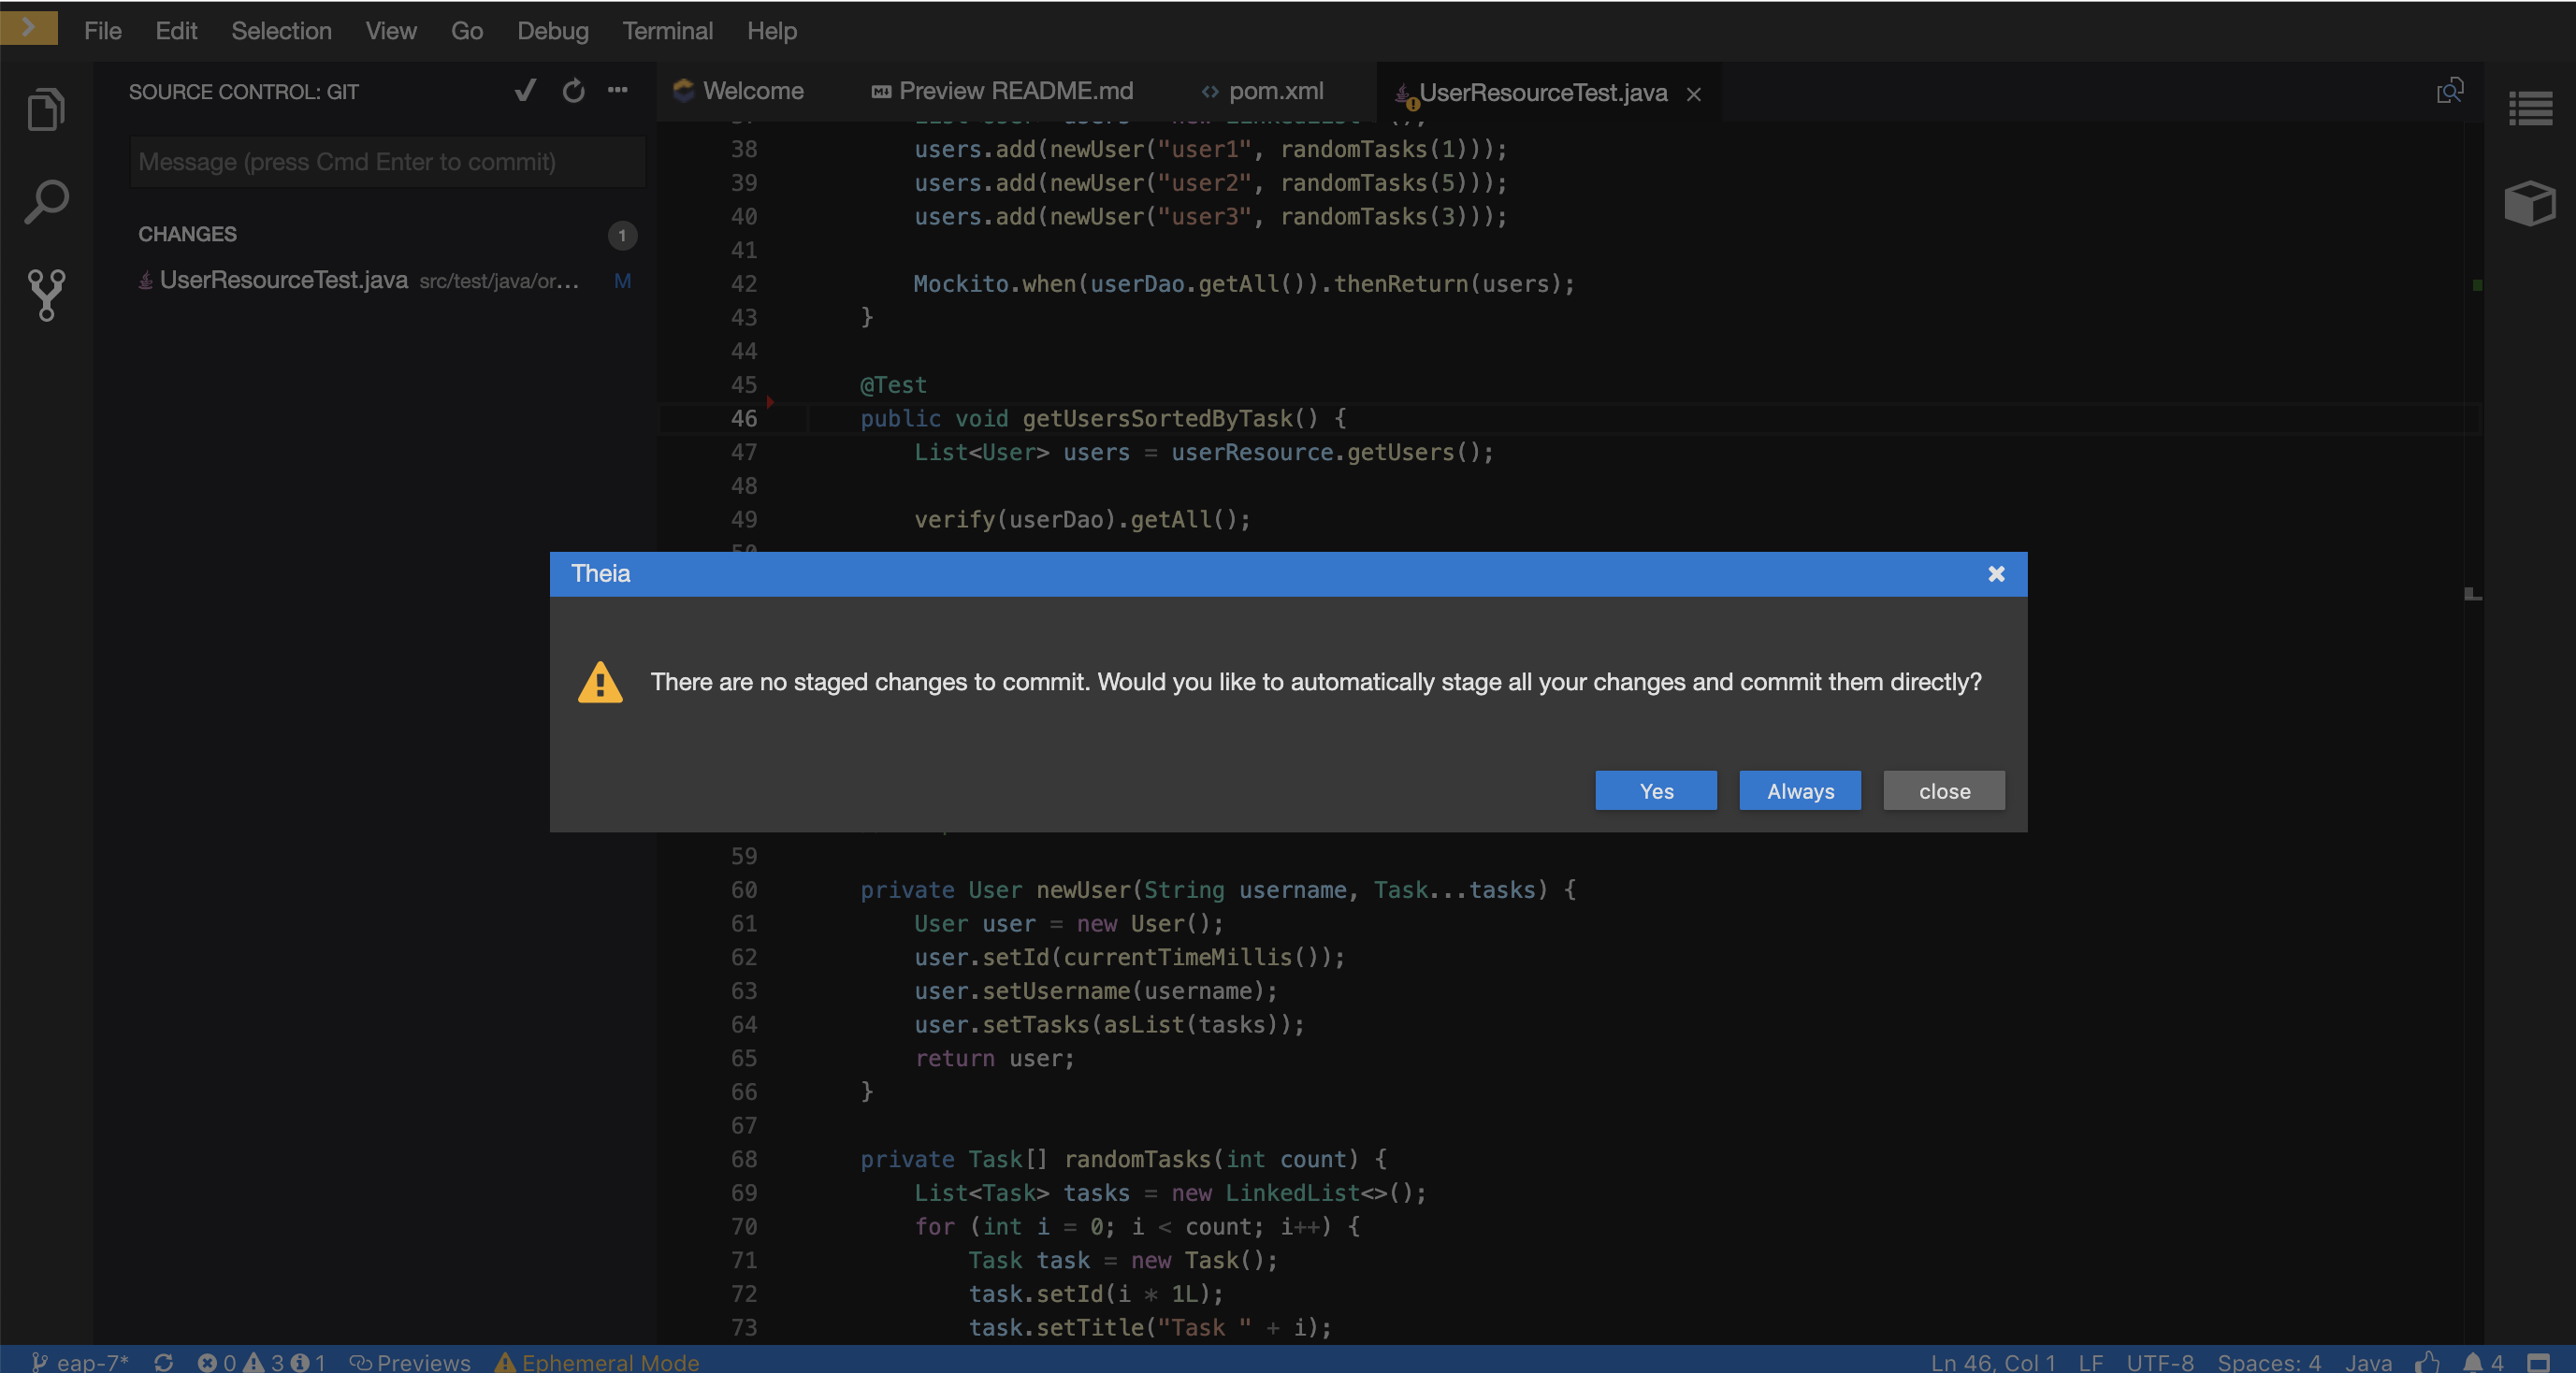 File Edit Selection View Go Debug Terminal Help
SOURCE CONTROL: GIT
Message (press Cmd Enter to commit)
CHANGES 1
UserResourceTest.java src/test/java/or... M
Welcome Preview README.md pom.xml UserResourceTest.java
38 users.add(newUser("user1", randomTasks(1)));
39 users.add(newUser("user2", randomTasks(5)));
40 users.add(newUser("user3", randomTasks(3)));
41
42 Mockito.when(userDao.getAll()).thenReturn(users);
43 }
44
45 @Test
46 public void getUsersSortedByTask() {
47 List<User> users = userResource.getUsers();
48
49 verify(userDao).getAll();
Theia
There are no staged changes to commit. Would you like to automatically stage all your changes and commit them directly?
Yes Always close
59
60 private User newUser(String username, Task...tasks) {
61 User user = new User();
62 user.setId(currentTimeMillis());
63 user.setUsername(username);
64 user.setTasks(asList(tasks));
65 return user;
66 }
67
68 private Task[] randomTasks(int count) {
69 List<Task> tasks = new LinkedList<>();
70 for (int i = 0; i < count; i++) {
71 Task task = new Task();
72 task.setId(i * 1L);
73 task.setTitle("Task " + i);
eap-7* 0 3 1 Previews Ephemeral Mode Ln 46, Col 1 LF UTF-8 Spaces: 4 Java 4